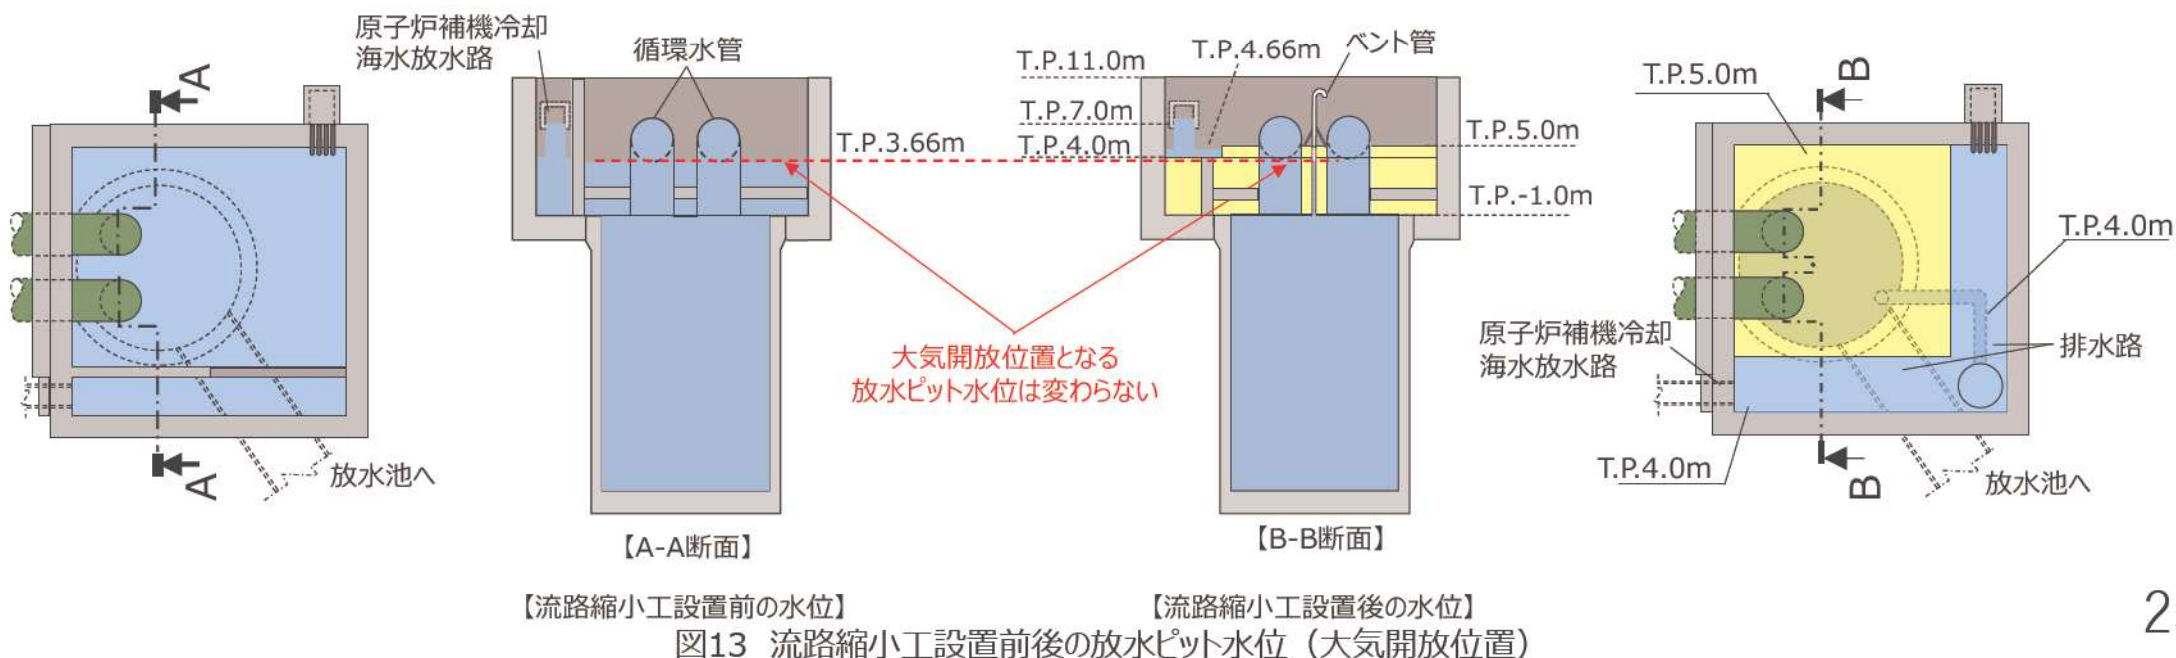 A
A
放水池へ
原子炉補機冷却
海水放水路
循環水管
T.P.3.66m
【A-A断面】
【流路縮小工設置前の水位】
大気開放位置となる
放水ピット水位は変わらない
T.P.11.0m
T.P.7.0m
T.P.4.0m
T.P.4.66m
ベント管
T.P.5.0m
T.P.-1.0m
【B-B断面】
【流路縮小工設置後の水位】
T.P.5.0m
B
T.P.4.0m
原子炉補機冷却
海水放水路
排水路
T.P.4.0m
B
放水池へ
図13 流路縮小工設置前後の放水ピット水位（大気開放位置）
2